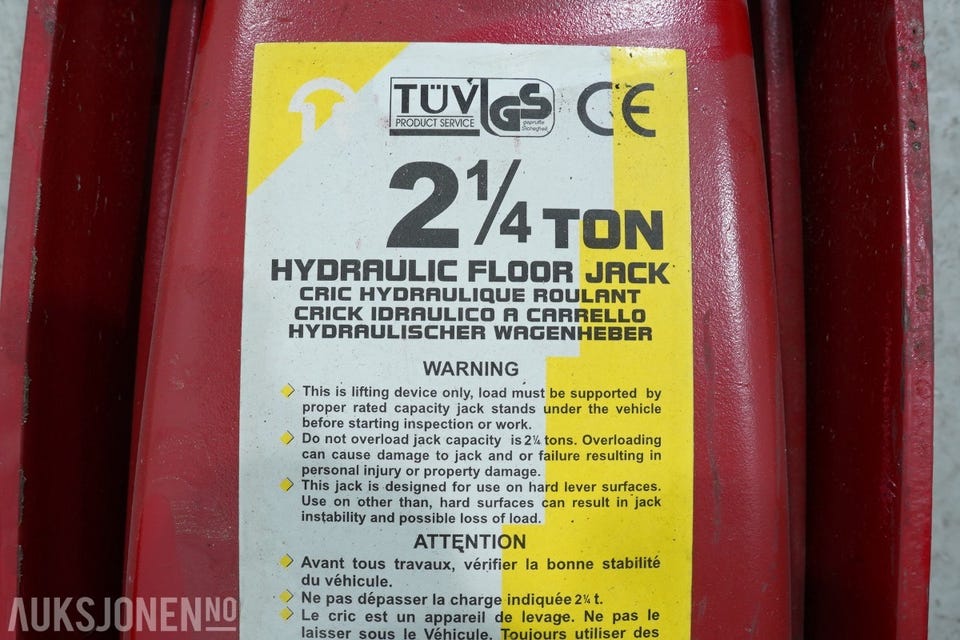 TÜV
PRODUCT SERVICE
GS
geprüfte
Sicherheit
CE
2 1/4 TON
HYDRAULIC FLOOR JACK
CRIC HYDRAULIQUE ROULANT
CRICK IDRAULICO A CARRELLO
HYDRAULISCHER WAGENHEBER
WARNING
This is lifting device only, load must be supported by
proper rated capacity jack stands under the vehicle
before starting inspection or work.
Do not overload jack capacity is 2¼ tons. Overloading
can cause damage to jack and or failure resulting in
personal injury or property damage.
This jack is designed for use on hard lever surfaces.
Use on other than, hard surfaces can result in jack
instability and possible loss of load.
ATTENTION
Avant tous travaux, vérifier la bonne stabilité
du véhicule.
Ne pas dépasser la charge indiquée 2¼ t.
Le cric est un appareil de levage. Ne pas le
laisser sous le Véhicule. Toujours utiliser des
AUKSJONEN.NO